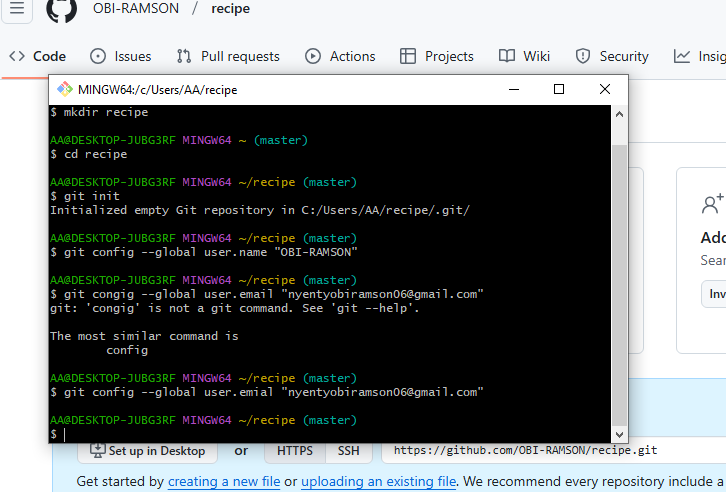 OBI-RAMSON / recipe
Code Issues Pull requests Actions Projects Wiki Security Insig
MINGW64:/c/Users/AA/recipe
$ mkdir recipe
AA@DESKTOP-JUBG3RF MINGW64 ~ (master)
$ cd recipe
AA@DESKTOP-JUBG3RF MINGW64 ~/recipe (master)
$ git init
Initialized empty Git repository in C:/Users/AA/recipe/.git/
AA@DESKTOP-JUBG3RF MINGW64 ~/recipe (master)
$ git config --global user.name "OBI-RAMSON"
AA@DESKTOP-JUBG3RF MINGW64 ~/recipe (master)
$ git congig --global user.email "nyentyobiramson06@gmail.com"
git: 'congig' is not a git command. See 'git --help'.
The most similar command is
config
AA@DESKTOP-JUBG3RF MINGW64 ~/recipe (master)
$ git config --global user.emial "nyentyobiramson06@gmail.com"
AA@DESKTOP-JUBG3RF MINGW64 ~/recipe (master)
$
Add
Sear
Inv
Set up in Desktop or HTTPS SSH https://github.com/OBI-RAMSON/recipe.git
Get started by creating a new file or uploading an existing file. We recommend every repository include a